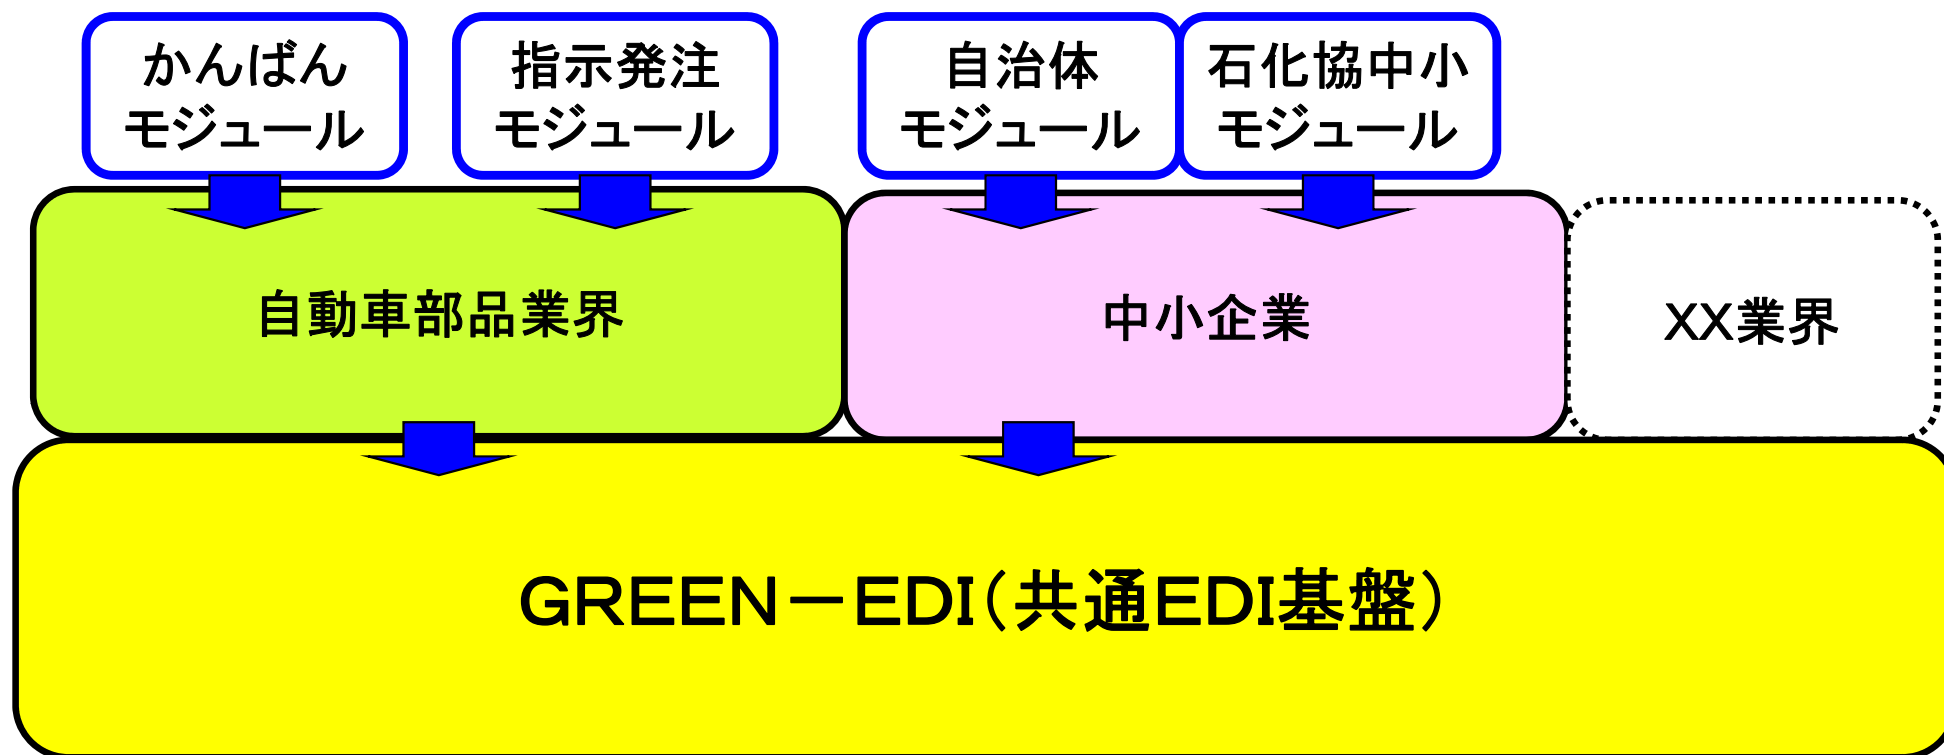 かんばん
モジュール
指示発注
モジュール
自治体
モジュール
石化協中小
モジュール
自動車部品業界
中小企業
XX業界
GREEN－EDI（共通EDI基盤）